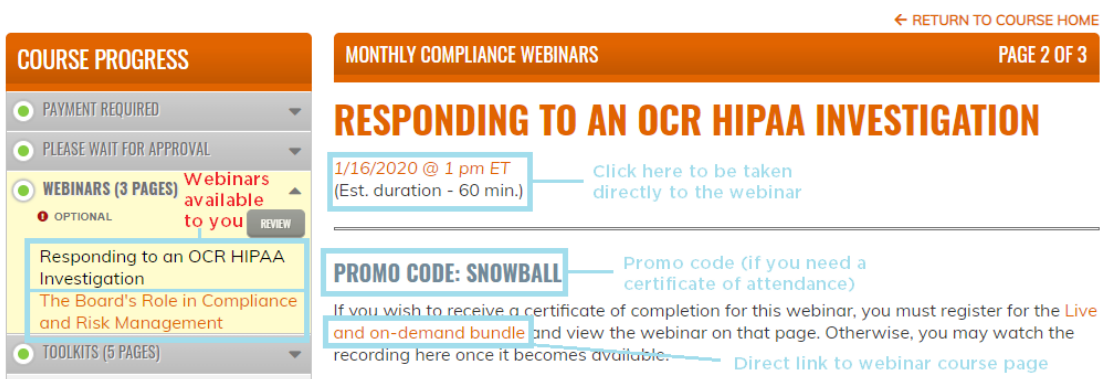 ← RETURN TO COURSE HOME
COURSE PROGRESS
PAYMENT REQUIRED
PLEASE WAIT FOR APPROVAL
WEBINARS (3 PAGES)
OPTIONAL
Webinars
available
to you
REVIEW
Responding to an OCR HIPAA
Investigation
The Board's Role in Compliance
and Risk Management
TOOLKITS (5 PAGES)
MONTHLY COMPLIANCE WEBINARS
PAGE 2 OF 3
RESPONDING TO AN OCR HIPAA INVESTIGATION
1/16/2020 @ 1 pm ET
(Est. duration - 60 min.)
Click here to be taken
directly to the webinar
PROMO CODE: SNOWBALL
Promo code (if you need a
certificate of attendance)
If you wish to receive a certificate of completion for this webinar, you must register for the Live
and on-demand bundle and view the webinar on that page. Otherwise, you may watch the
recording here once it becomes available.
Direct link to webinar course page